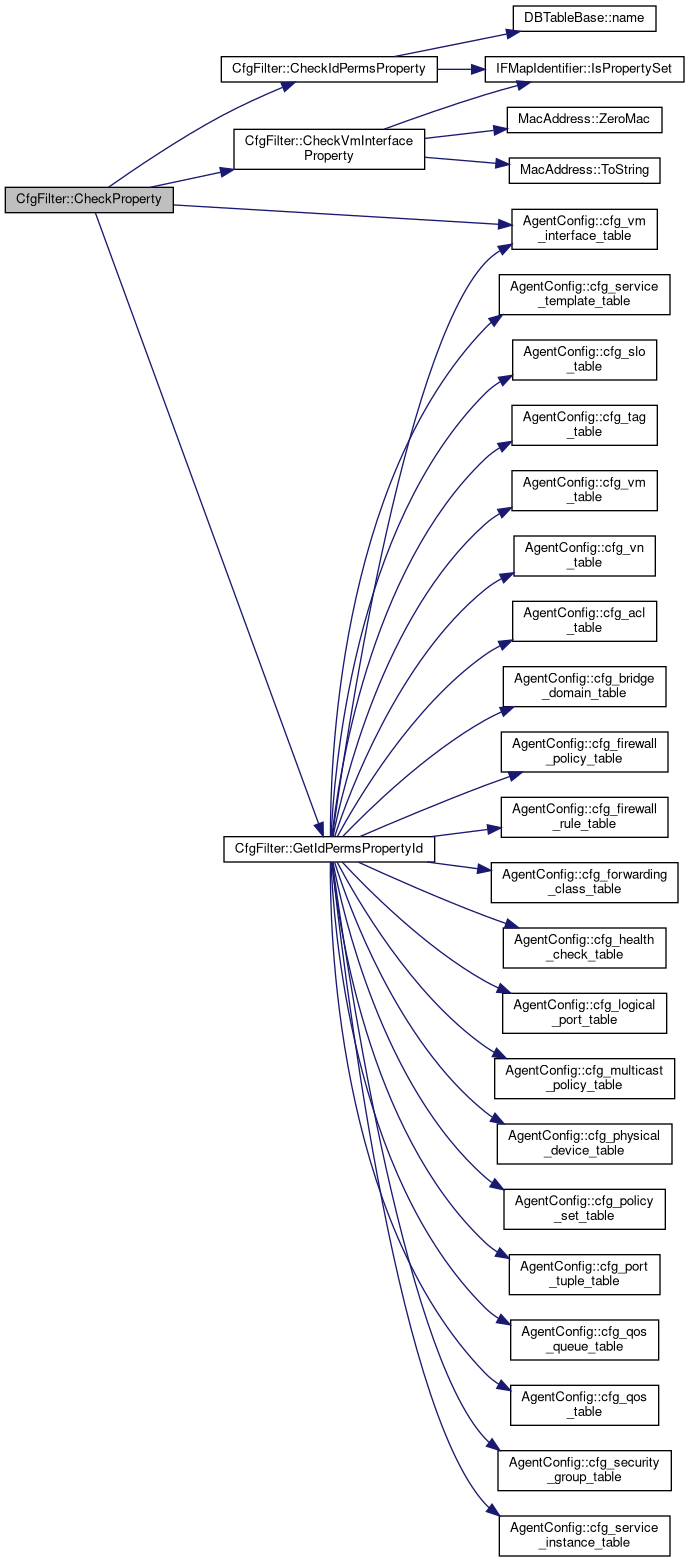 DBTableBase::name
CfgFilter::CheckIdPermsProperty
IFMapIdentifier::IsPropertySet
MacAddress::ZeroMac
CfgFilter::CheckVmInterface
Property
MacAddress::ToString
CfgFilter::CheckProperty
AgentConfig::cfg_vm
_interface_table
AgentConfig::cfg_service
_template_table
AgentConfig::cfg_slo
_table
AgentConfig::cfg_tag
_table
AgentConfig::cfg_vm
_table
AgentConfig::cfg_vn
_table
AgentConfig::cfg_acl
_table
AgentConfig::cfg_bridge
_domain_table
AgentConfig::cfg_firewall
_policy_table
AgentConfig::cfg_firewall
_rule_table
CfgFilter::GetIdPermsPropertyId
AgentConfig::cfg_forwarding
_class_table
AgentConfig::cfg_health
_check_table
AgentConfig::cfg_logical
_port_table
AgentConfig::cfg_multicast
_policy_table
AgentConfig::cfg_physical
_device_table
AgentConfig::cfg_policy
_set_table
AgentConfig::cfg_port
_tuple_table
AgentConfig::cfg_qos
_queue_table
AgentConfig::cfg_qos
_table
AgentConfig::cfg_security
_group_table
AgentConfig::cfg_service
_instance_table